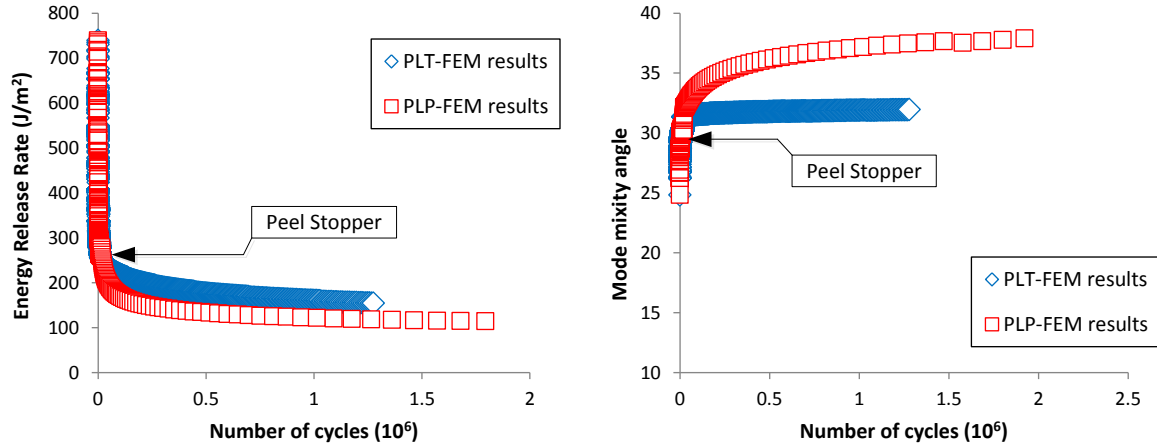 800
700
600
500
400
300
200
100
0
0
0.5
1
1.5
2
Energy Release Rate (J/m²)
Number of cycles (10⁶)
PLT-FEM results
PLP-FEM results
Peel Stopper
40
35
30
25
20
15
10
0
0.5
1
1.5
2
2.5
Mode mixity angle
Number of cycles (10⁶)
Peel Stopper
PLT-FEM results
PLP-FEM results